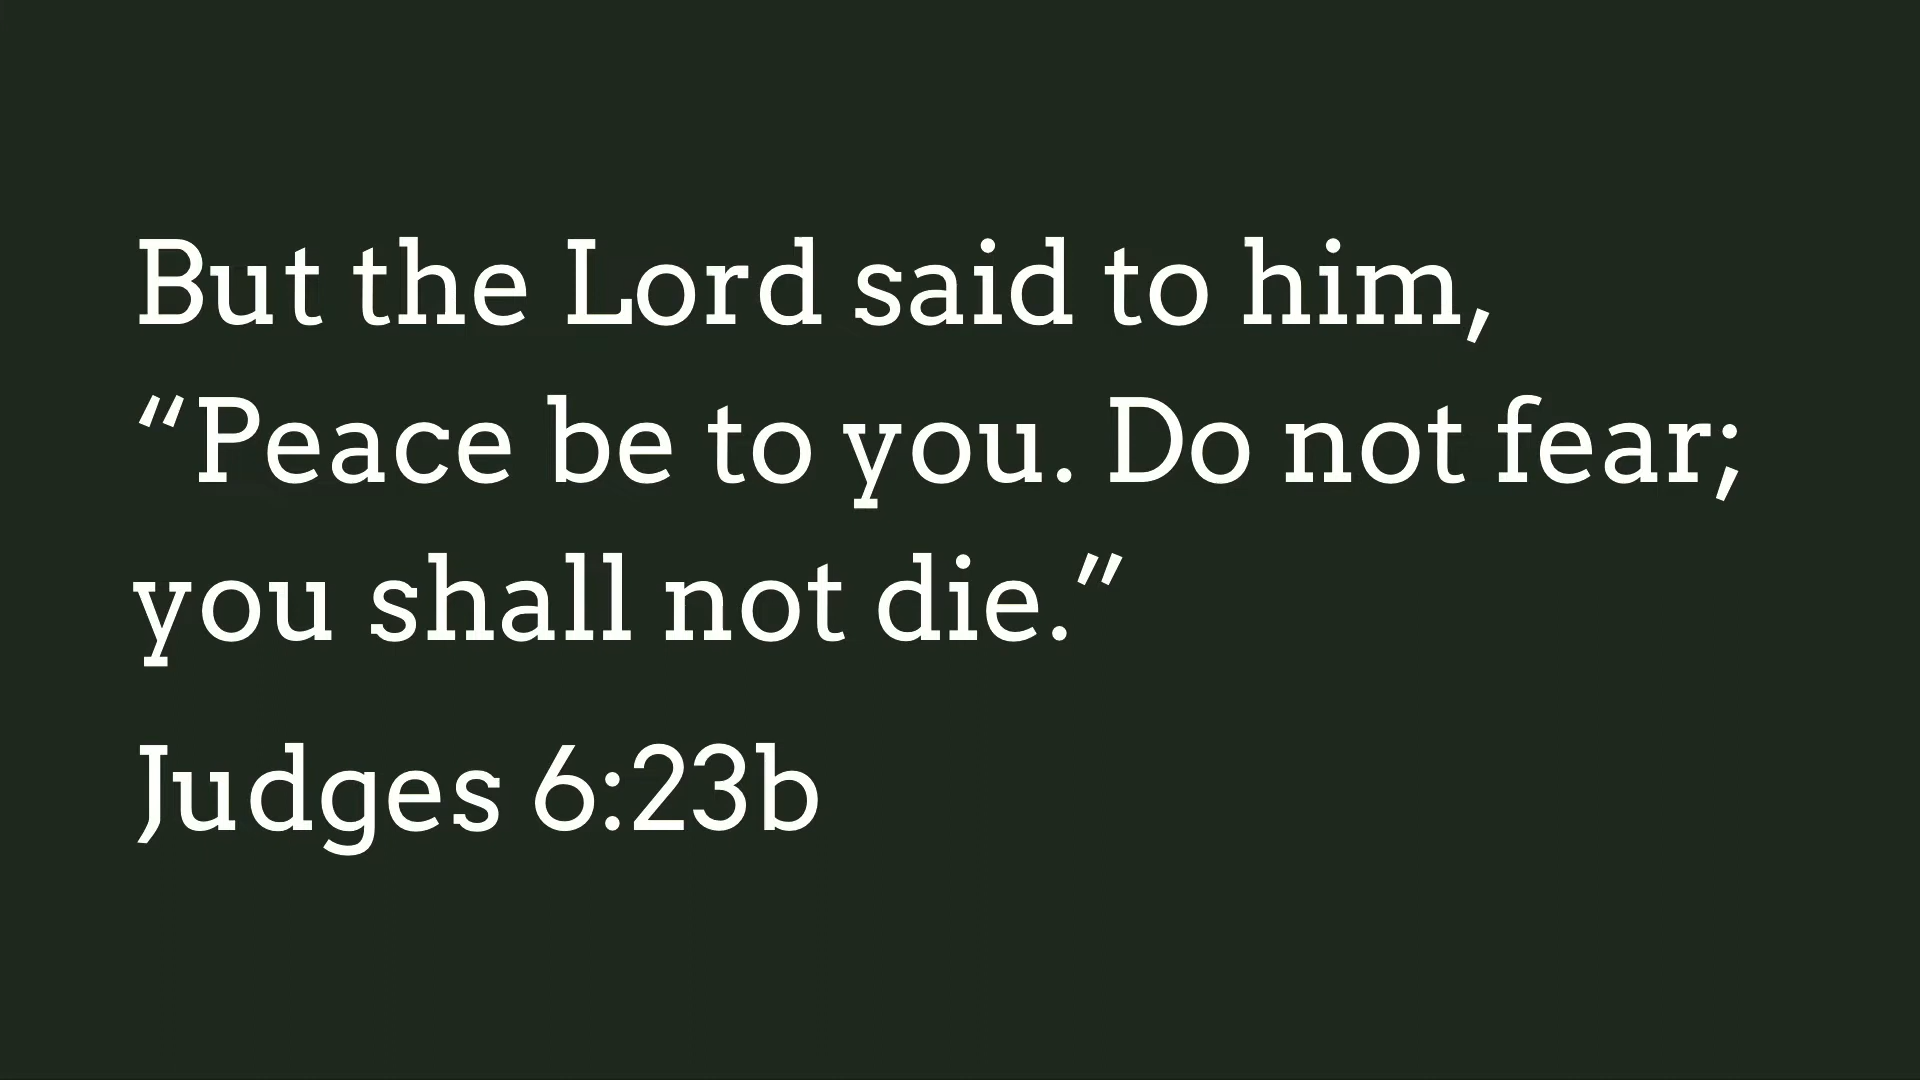 But the Lord said to him,
“Peace be to you. Do not fear;
you shall not die.”
Judges 6:23b